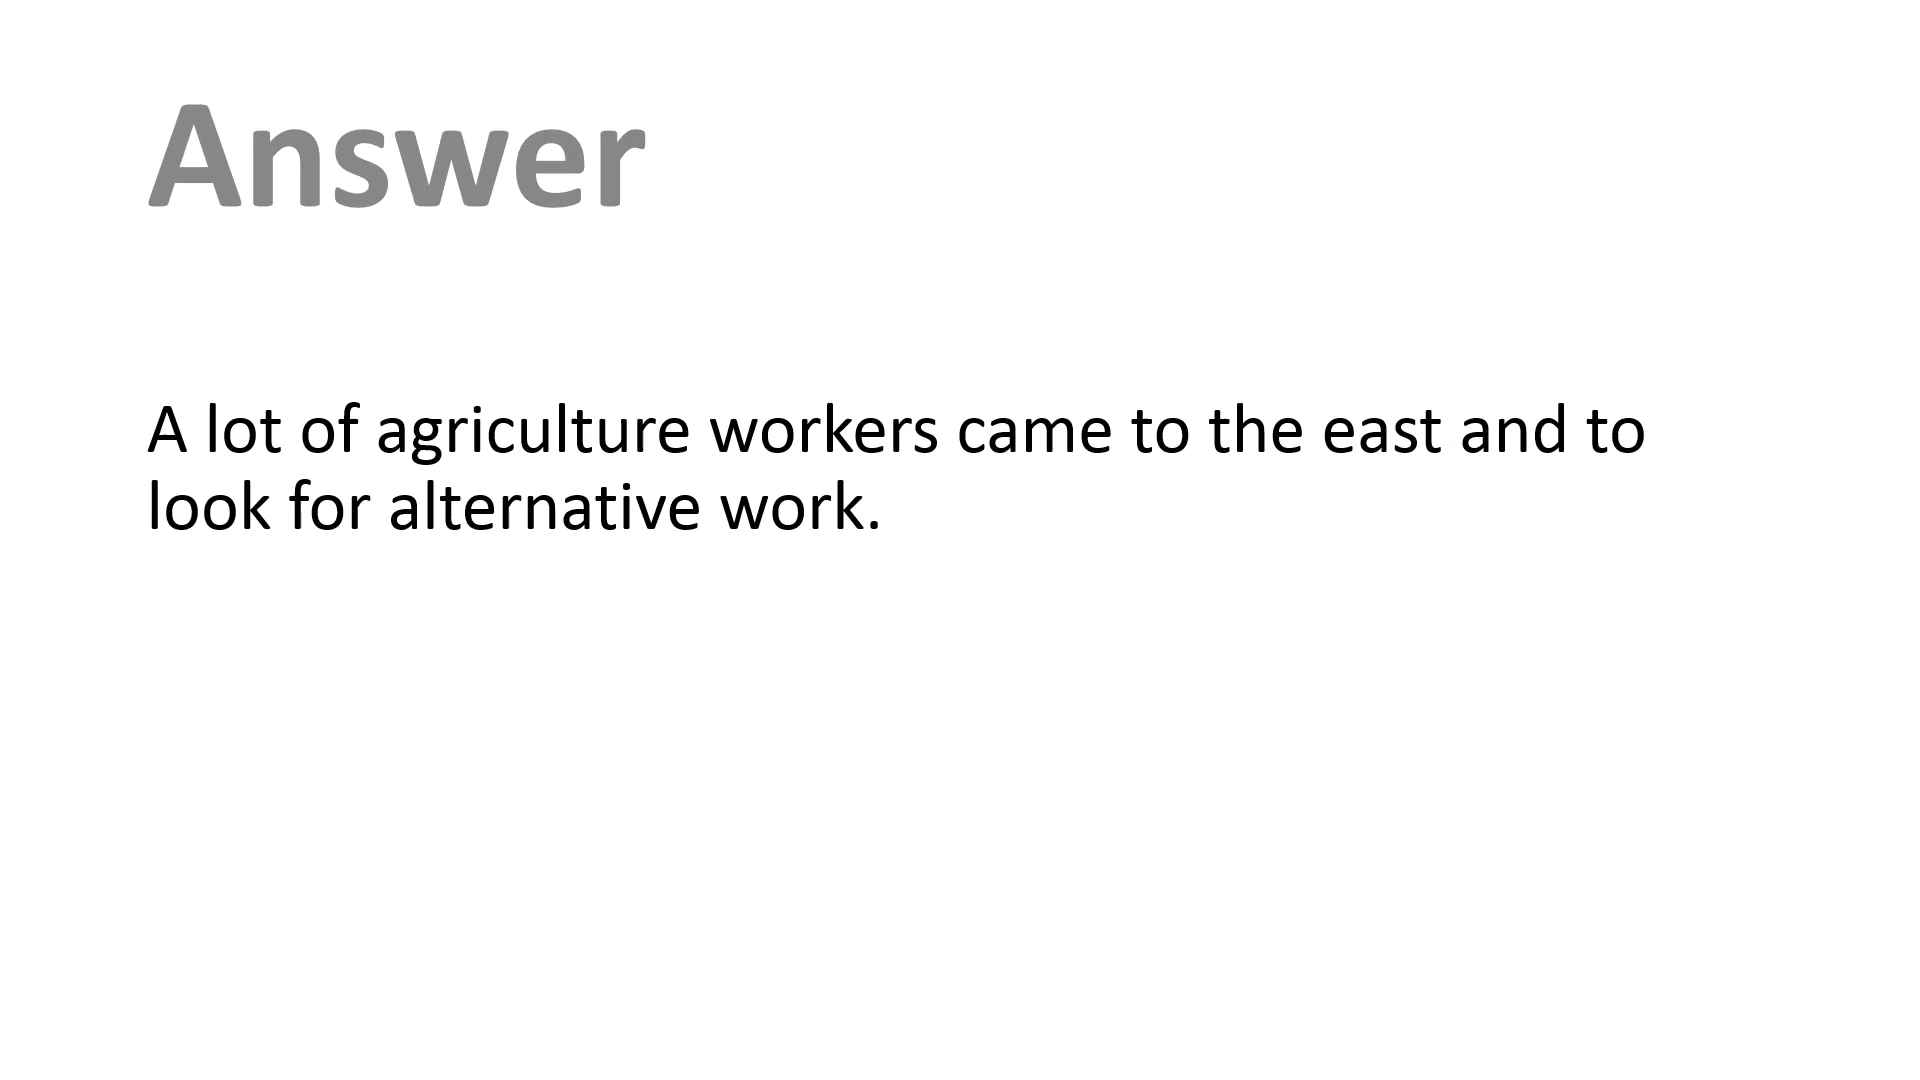 Answer
A lot of agriculture workers came to the east and to
look for alternative work.